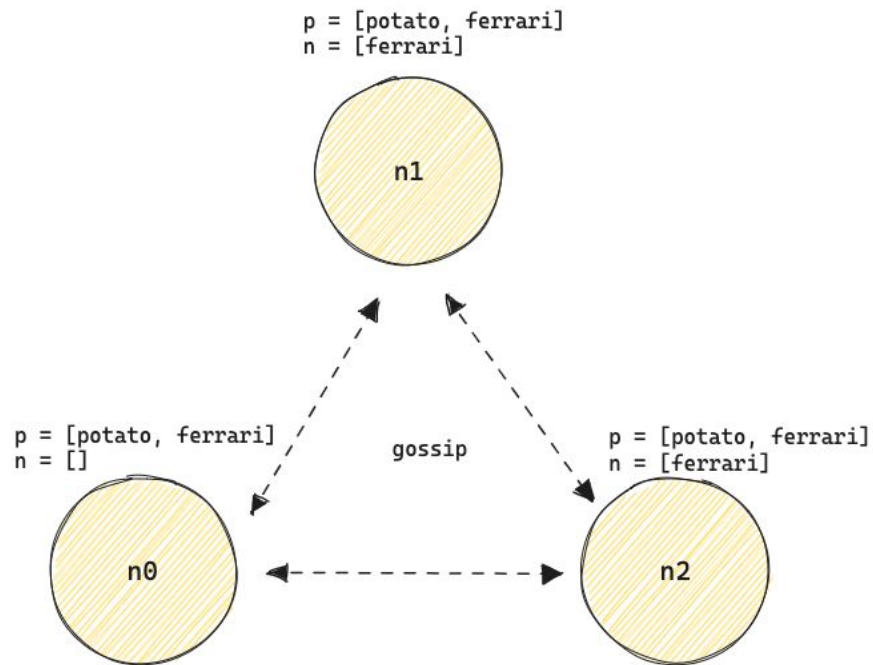 p = [potato, ferrari]
n = [ferrari]
n1
p = [potato, ferrari]
n = []
gossip
p = [potato, ferrari]
n = [ferrari]
n0
n2